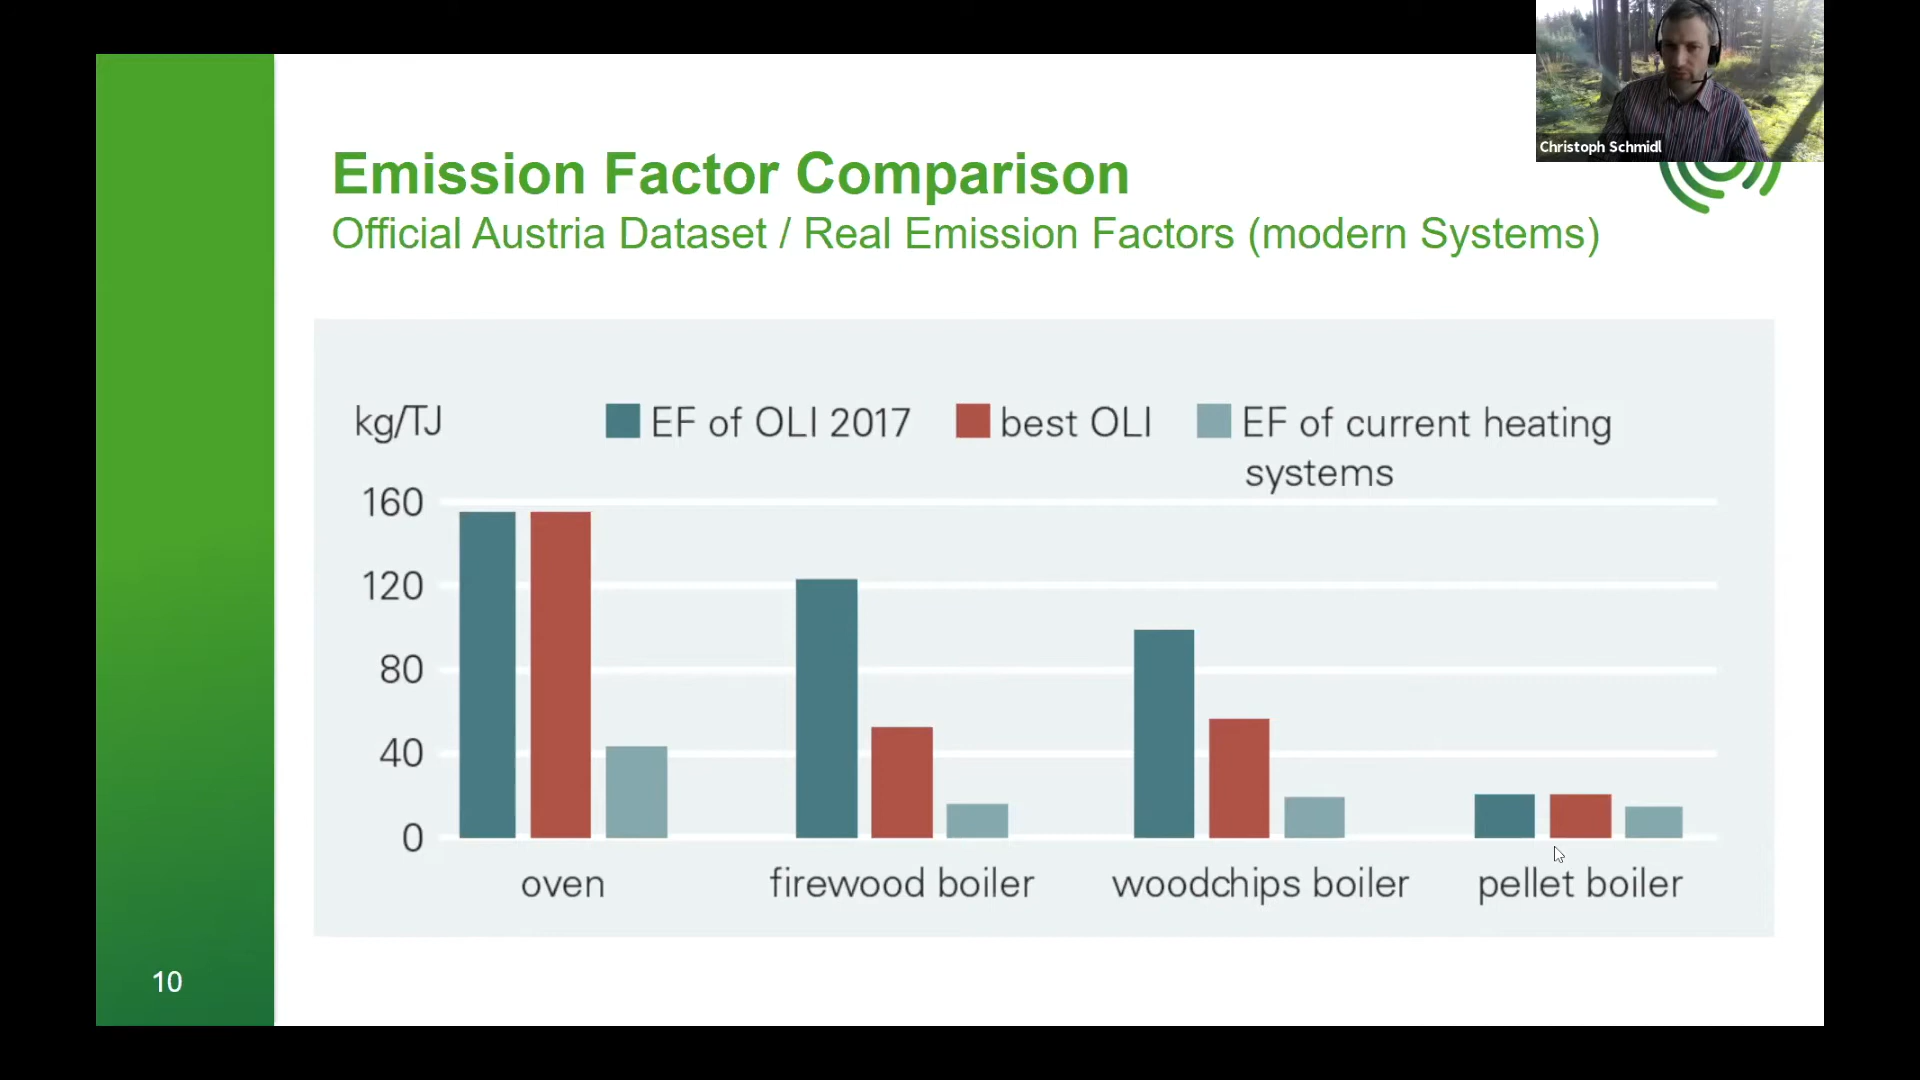 Christoph Schmidl
Emission Factor Comparison
Official Austria Dataset / Real Emission Factors (modern Systems)
kg/TJ
EF of OLI 2017
best OLI
EF of current heating
systems
160
120
80
40
0
oven
firewood boiler
woodchips boiler
pellet boiler
10